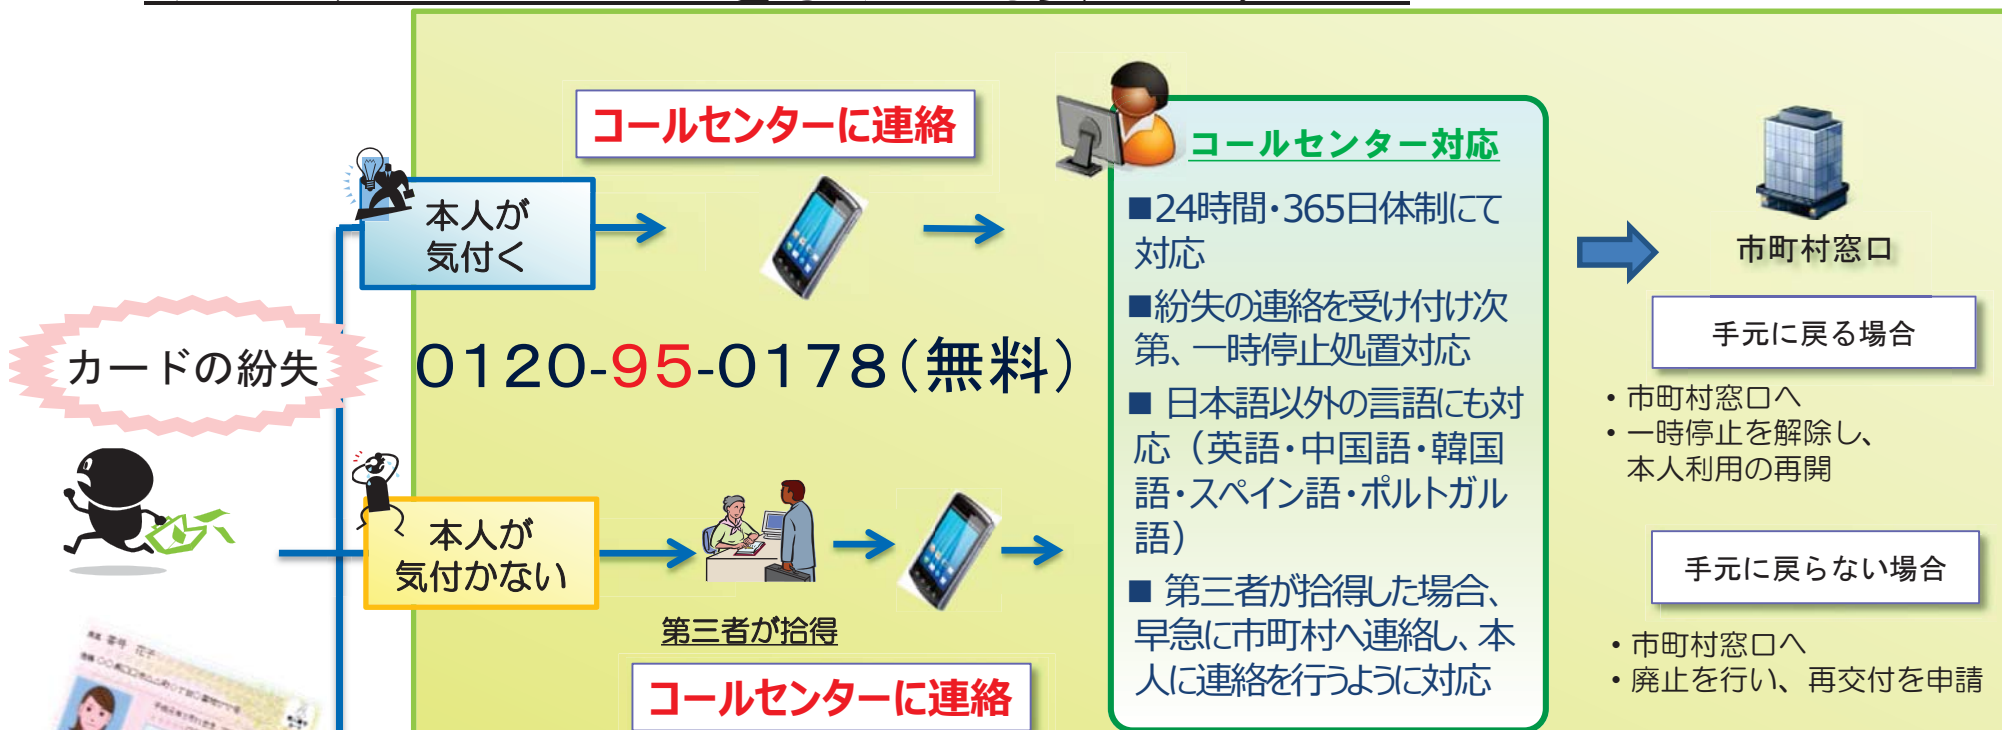 コールセンターに連絡
本人が
気付く
カードの紛失
0120-95-0178(無料)
本人が
気付かない
第三者が拾得
コールセンターに連絡
コールセンター対応
■24時間・365日体制にて
対応
■紛失の連絡を受け付け次
第、一時停止処置対応
■ 日本語以外の言語にも対
応（英語・中国語・韓国
語・スペイン語・ポルトガル
語）
■ 第三者が拾得した場合、
早急に市町村へ連絡し、本
人に連絡を行うように対応
市町村窓口
手元に戻る場合
・市町村窓口へ
・一時停止を解除し、
本人利用の再開
手元に戻らない場合
・市町村窓口へ
・廃止を行い、再交付を申請
氏名 番号 花子